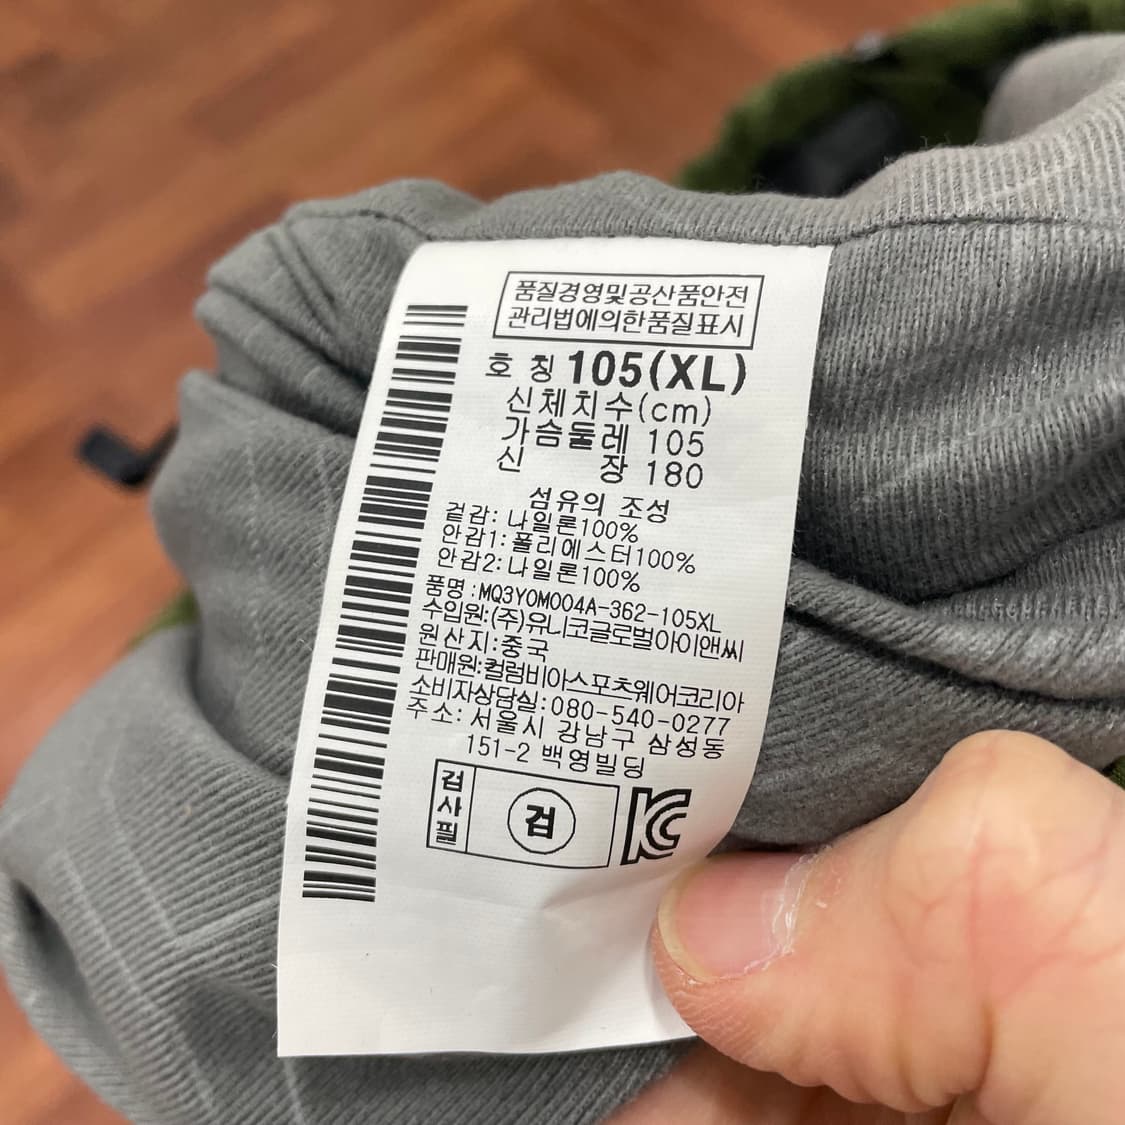 품질경영및공산품안전
관리법에의한품질표시
호 칭 105(XL)
신체치수(cm)
가슴둘레 105
신 장 180
섬유의 조성
겉감: 나일론100%
안감1: 폴리에스터100%
안감2: 나일론100%
품명:MQ3Y0M004A-362-105XL
수입원:(주)유니코글로벌아이앤씨
원산지:중국
판매원:컬럼비아스포츠웨어코리아
소비자상담실:080-540-0277
주소: 서울시 강남구 삼성동
151-2 백영빌딩
검사필
검
KC